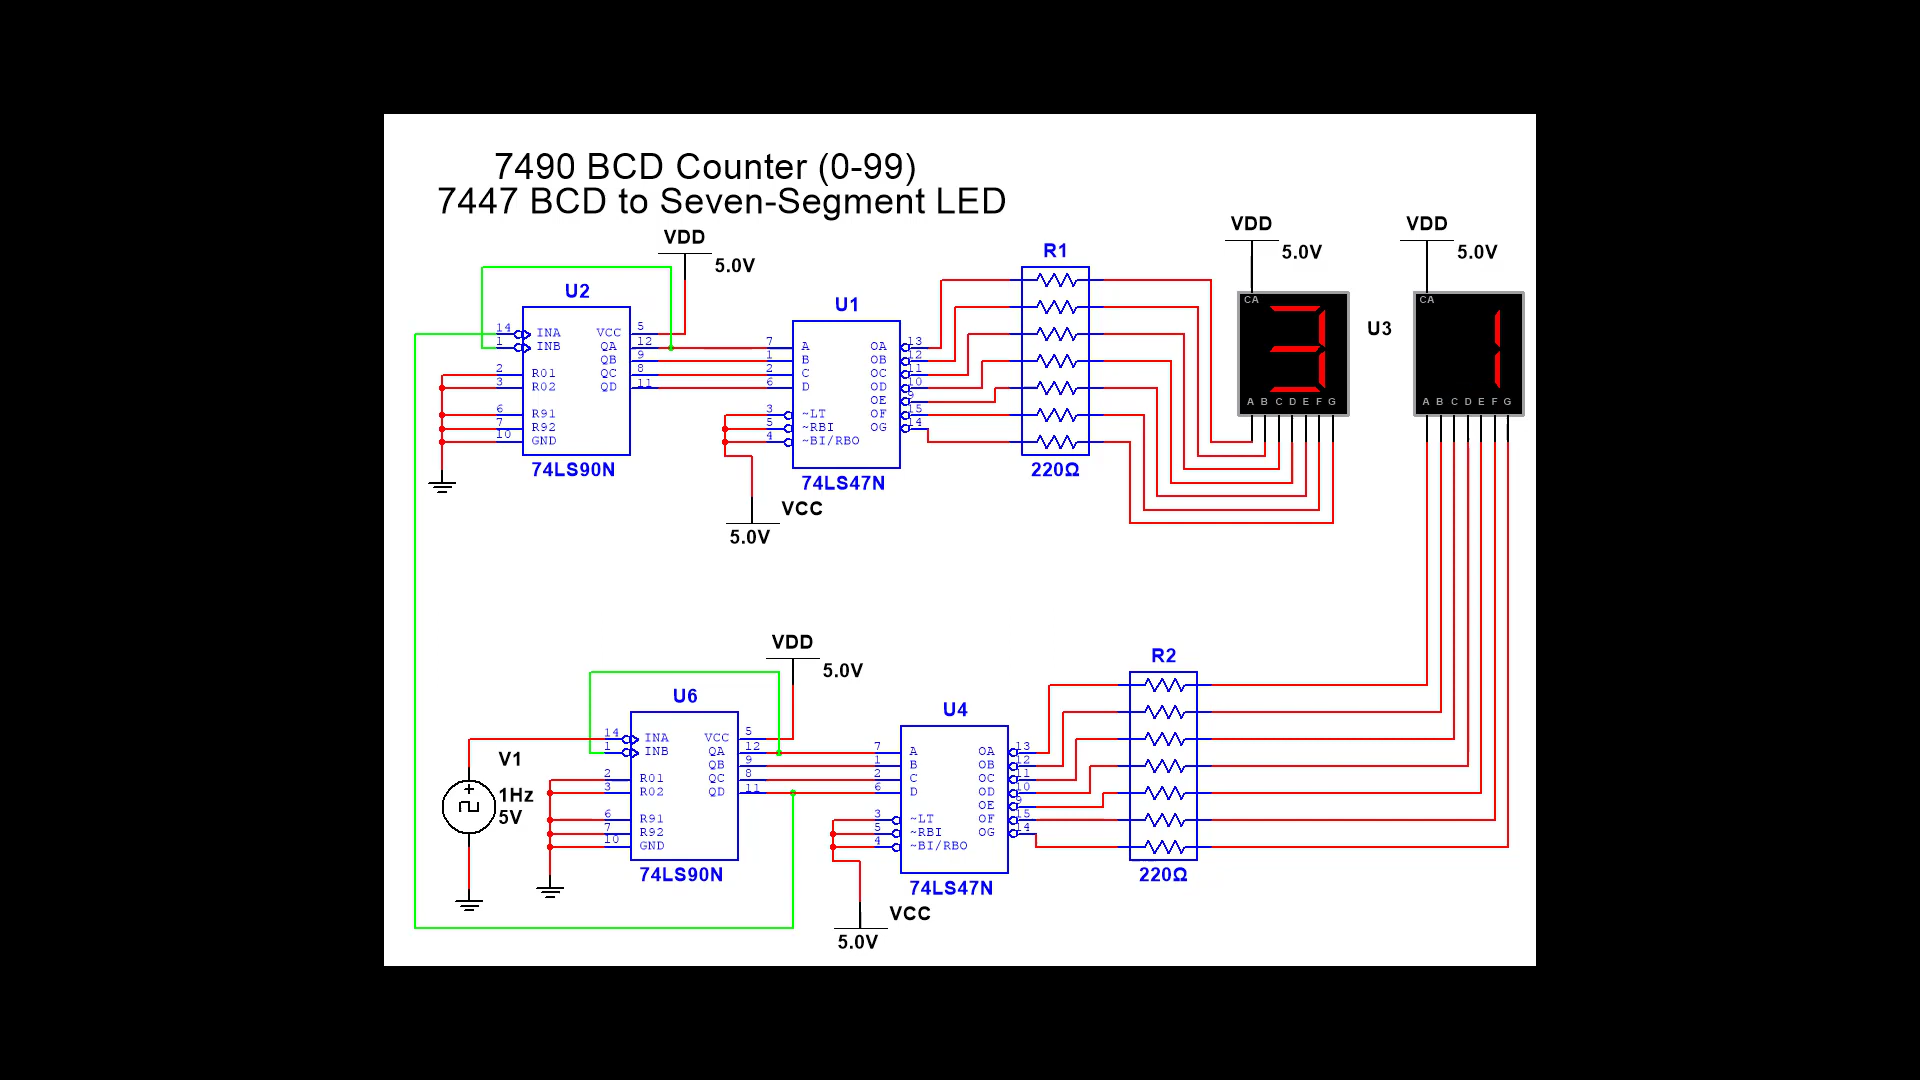 7490 BCD Counter (0-99)
7447 BCD to Seven-Segment LED
VDD
5.0V
VDD
5.0V
VDD
5.0V
U2
14 INA
1 INB
2 R01
3 R02
6 R91
7 R92
10 GND
VCC 5
QA 12
QB 9
QC 8
QD 11
74LS90N
U1
7 A
1 B
2 C
6 D
3 ~LT
5 ~RBI
4 ~BI/RBO
OA 13
OB 12
OC 11
OD 10
OE 9
OF 15
OG 14
74LS47N
VCC
5.0V
R1
220Ω
CA
3
A B C D E F G
U3
CA
1
A B C D E F G
VDD
5.0V
U6
14 INA
1 INB
2 R01
3 R02
6 R91
7 R92
10 GND
VCC 5
QA 12
QB 9
QC 8
QD 11
74LS90N
V1
1Hz
5V
U4
7 A
1 B
2 C
6 D
3 ~LT
5 ~RBI
4 ~BI/RBO
OA 13
OB 12
OC 11
OD 10
OE 9
OF 15
OG 14
74LS47N
VCC
5.0V
R2
220Ω